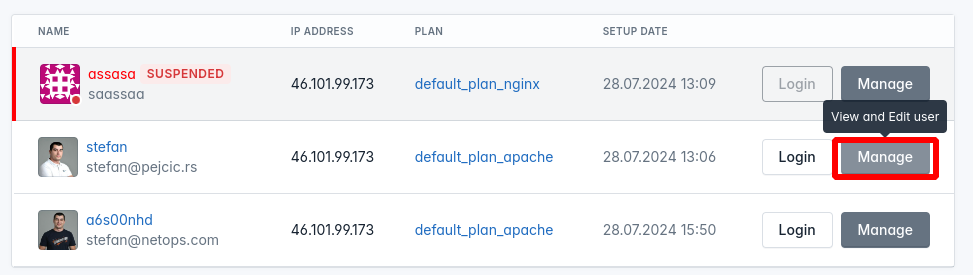 NAME IP ADDRESS PLAN SETUP DATE
assasa SUSPENDED
saassaa
46.101.99.173 default_plan_nginx 28.07.2024 13:09 Login Manage
View and Edit user
stefan
stefan@pejcic.rs
46.101.99.173 default_plan_apache 28.07.2024 13:06 Login Manage
a6s00nhd
stefan@netops.com
46.101.99.173 default_plan_apache 28.07.2024 15:50 Login Manage